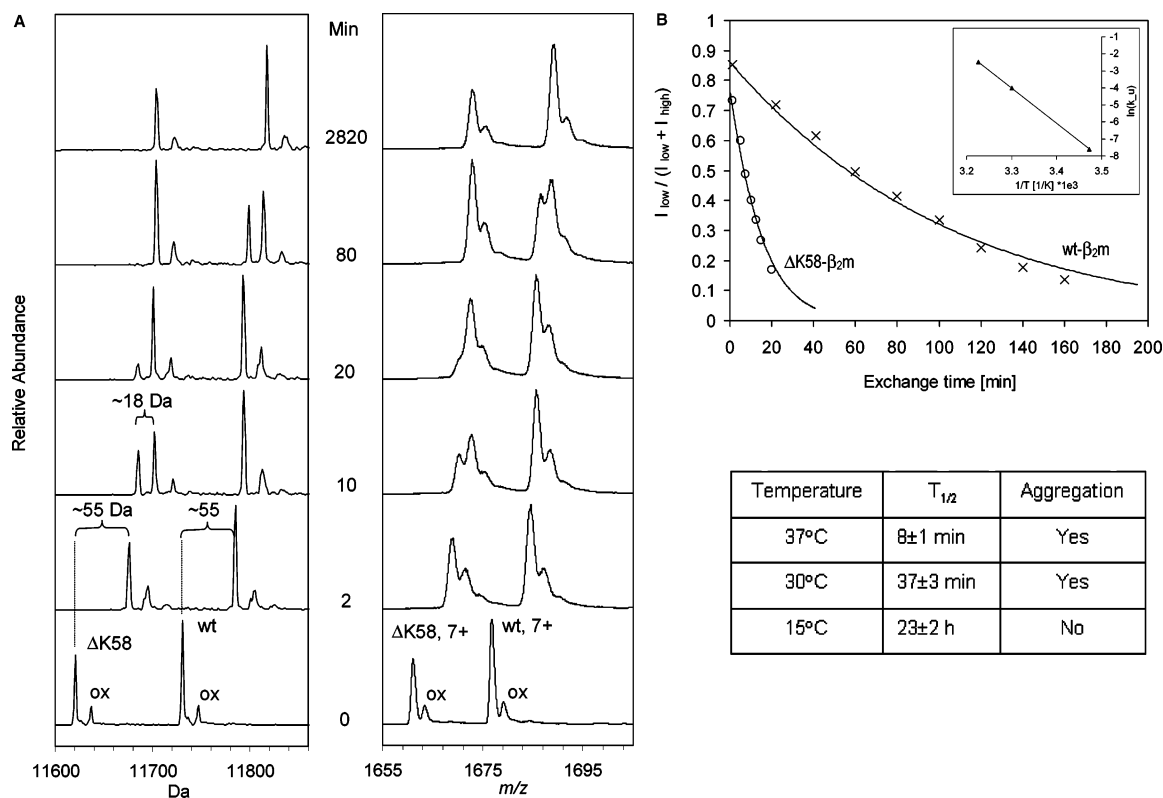 A
Min
Relative Abundance
2820
80
20
10
2
0
~18 Da
~55 Da
~55
ΔK58
wt
ox
ox
ΔK58, 7+
wt, 7+
ox
ox
11600
11700
11800
Da
1655
1675
1695
m/z
B
I low / (I low + I high)
1
0.9
0.8
0.7
0.6
0.5
0.4
0.3
0.2
0.1
0
0
20
40
60
80
100
120
140
160
180
200
Exchange time [min]
ΔK58-β2m
wt-β2m
-1
-2
-3
-4
-5
-6
-7
-8
ln(k_u)
3.2
3.3
3.4
3.5
1/T [1/K] *1e3
Temperature T1/2 Aggregation
37°C 8±1 min Yes
30°C 37±3 min Yes
15°C 23±2 h No